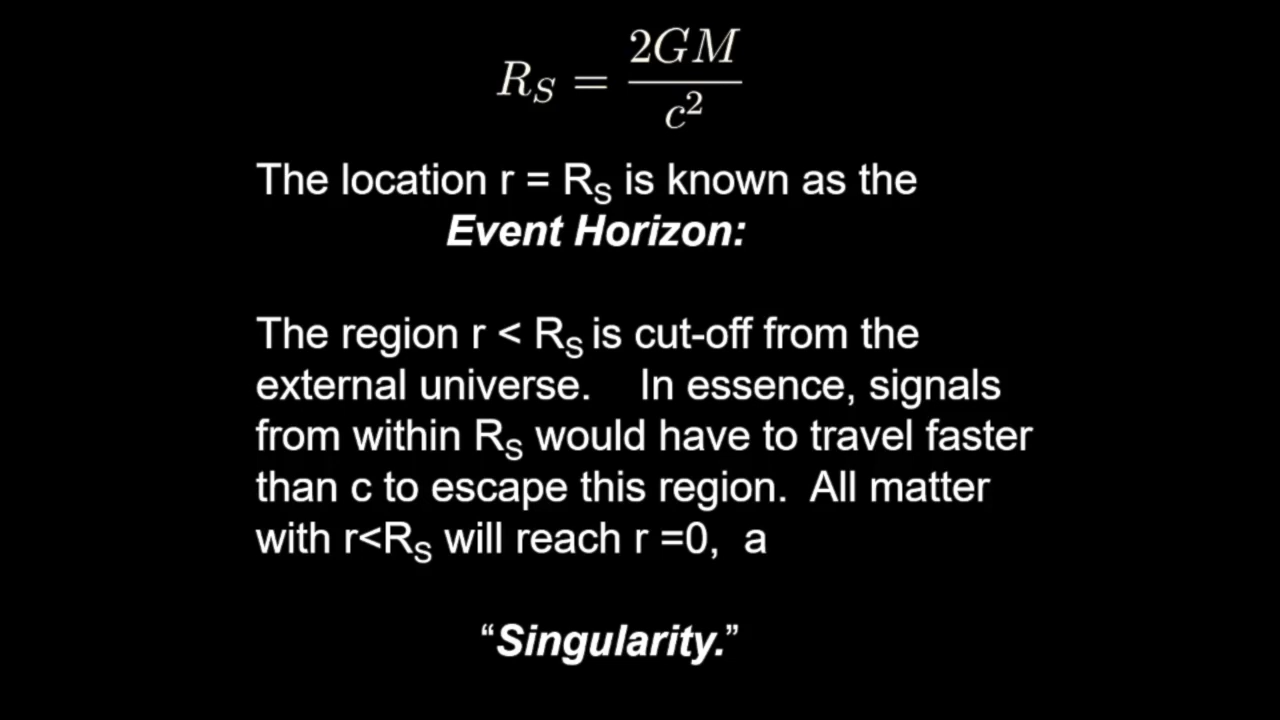 R_S = \frac{2GM}{c^2}
The location r = R_S is known as the
Event Horizon:
The region r < R_S is cut-off from the
external universe. In essence, signals
from within R_S would have to travel faster
than c to escape this region. All matter
with r<R_S will reach r =0, a
“Singularity.”